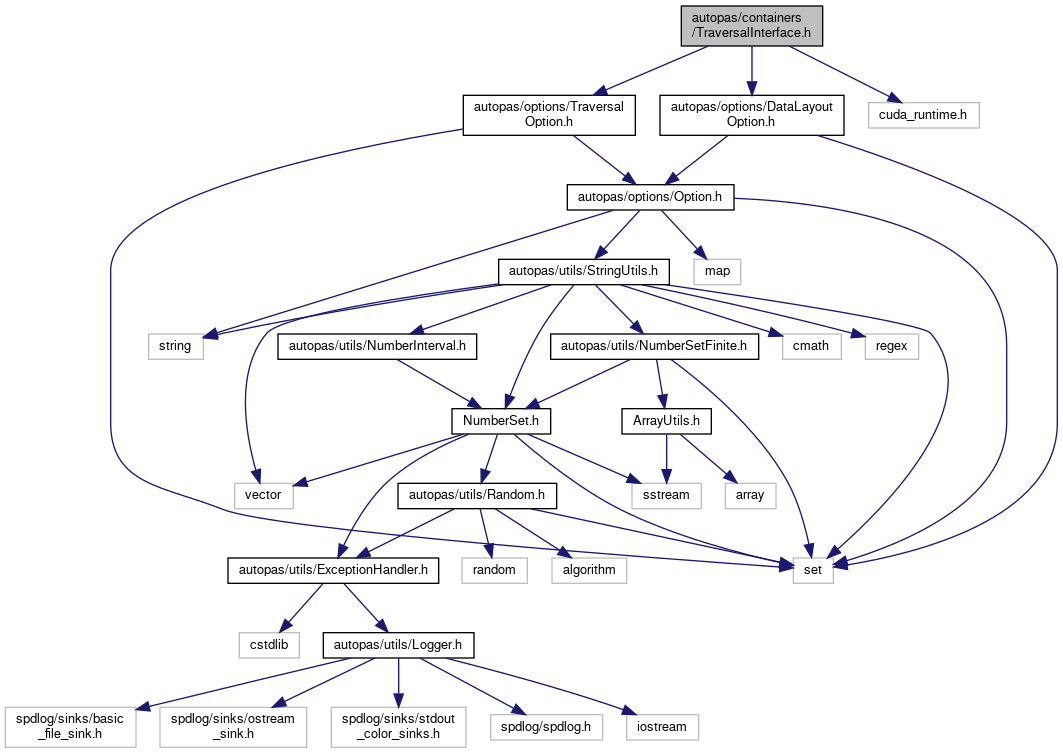 autopas/containers
/TraversalInterface.h
autopas/options/Traversal
Option.h
autopas/options/DataLayout
Option.h
cuda_runtime.h
autopas/options/Option.h
autopas/utils/StringUtils.h
map
string
autopas/utils/NumberInterval.h
autopas/utils/NumberSetFinite.h
cmath
regex
NumberSet.h
ArrayUtils.h
vector
autopas/utils/Random.h
sstream
array
autopas/utils/ExceptionHandler.h
random
algorithm
set
cstdlib
autopas/utils/Logger.h
spdlog/sinks/basic
_file_sink.h
spdlog/sinks/ostream
_sink.h
spdlog/sinks/stdout
_color_sinks.h
spdlog/spdlog.h
iostream